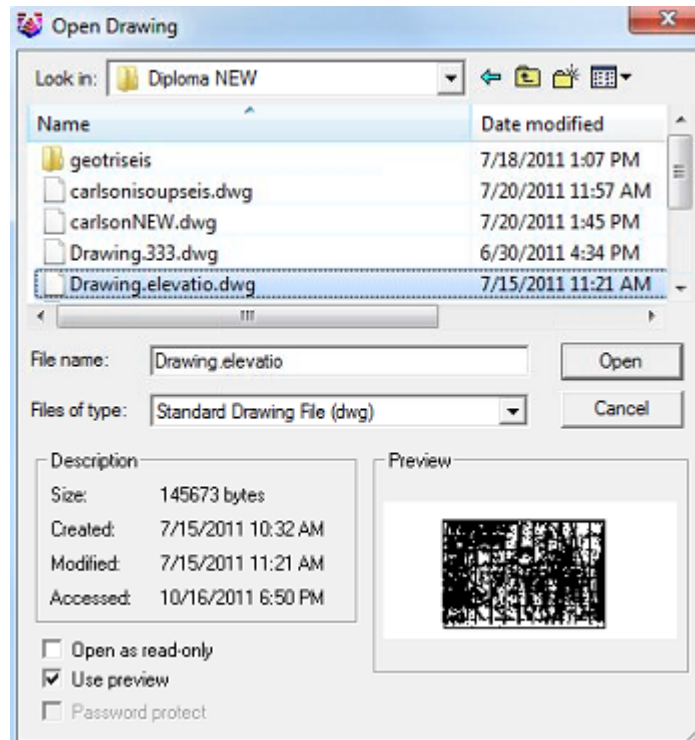 Open Drawing
Look in: Diploma NEW
Name Date modified
geotriseis 7/18/2011 1:07 PM
carlsonisoupseis.dwg 7/20/2011 11:57 AM
carlsonNEW.dwg 7/20/2011 1:45 PM
Drawing.333.dwg 6/30/2011 4:34 PM
Drawing.elevatio.dwg 7/15/2011 11:21 AM
File name: Drawing.elevatio Open
Files of type: Standard Drawing File (dwg) Cancel
Description Preview
Size: 145673 bytes
Created: 7/15/2011 10:32 AM
Modified: 7/15/2011 11:21 AM
Accessed: 10/16/2011 6:50 PM
Open as read-only
Use preview
Password protect